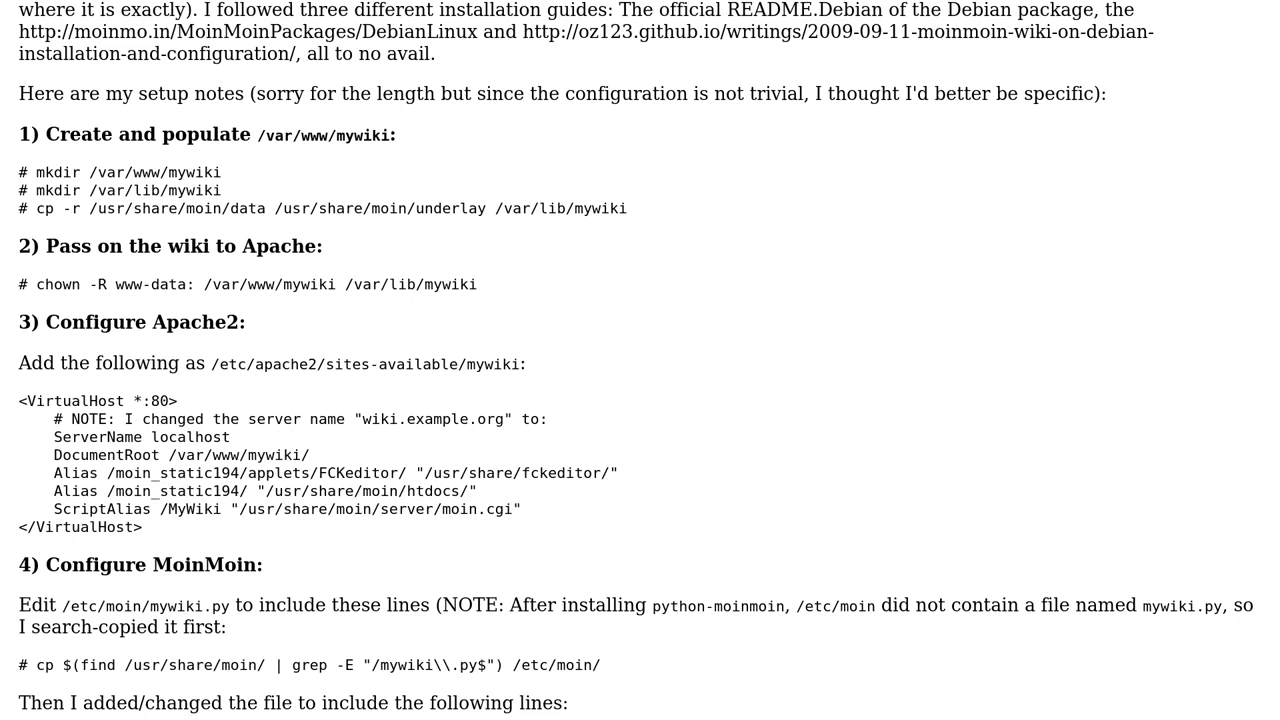 where it is exactly). I followed three different installation guides: The official README.Debian of the Debian package, the
http://moinmo.in/MoinMoinPackages/DebianLinux and http://oz123.github.io/writings/2009-09-11-moinmoin-wiki-on-debian-
installation-and-configuration/, all to no avail.
Here are my setup notes (sorry for the length but since the configuration is not trivial, I thought I'd better be specific):
1) Create and populate /var/www/mywiki:
# mkdir /var/www/mywiki
# mkdir /var/lib/mywiki
# cp -r /usr/share/moin/data /usr/share/moin/underlay /var/lib/mywiki
2) Pass on the wiki to Apache:
# chown -R www-data: /var/www/mywiki /var/lib/mywiki
3) Configure Apache2:
Add the following as /etc/apache2/sites-available/mywiki:
<VirtualHost *:80>
    # NOTE: I changed the server name "wiki.example.org" to:
    ServerName localhost
    DocumentRoot /var/www/mywiki/
    Alias /moin_static194/applets/FCKeditor/ "/usr/share/fckeditor/"
    Alias /moin_static194/ "/usr/share/moin/htdocs/"
    ScriptAlias /MyWiki "/usr/share/moin/server/moin.cgi"
</VirtualHost>
4) Configure MoinMoin:
Edit /etc/moin/mywiki.py to include these lines (NOTE: After installing python-moinmoin, /etc/moin did not contain a file named mywiki.py, so
I search-copied it first:
# cp $(find /usr/share/moin/ | grep -E "/mywiki\\.py$") /etc/moin/
Then I added/changed the file to include the following lines: